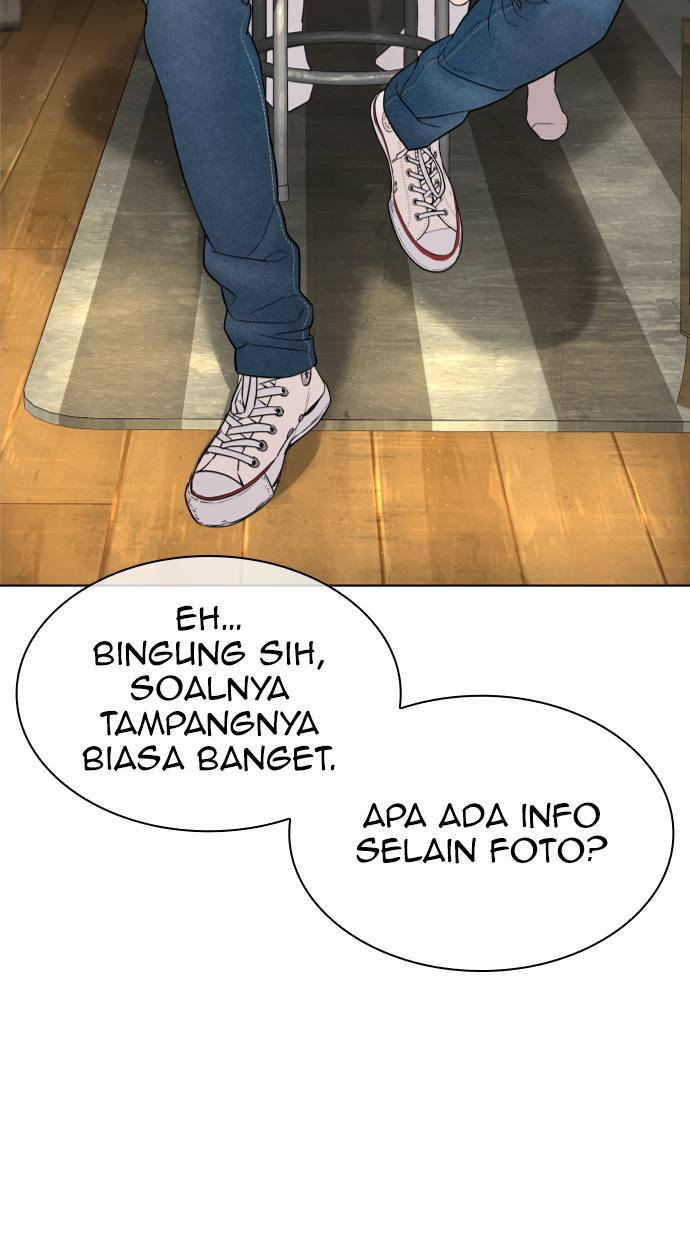 EH...
BINGUNG SIH,
SOALNYA
TAMPANGNYA
BIASA BANGET.
APA ADA INFO
SELAIN FOTO?